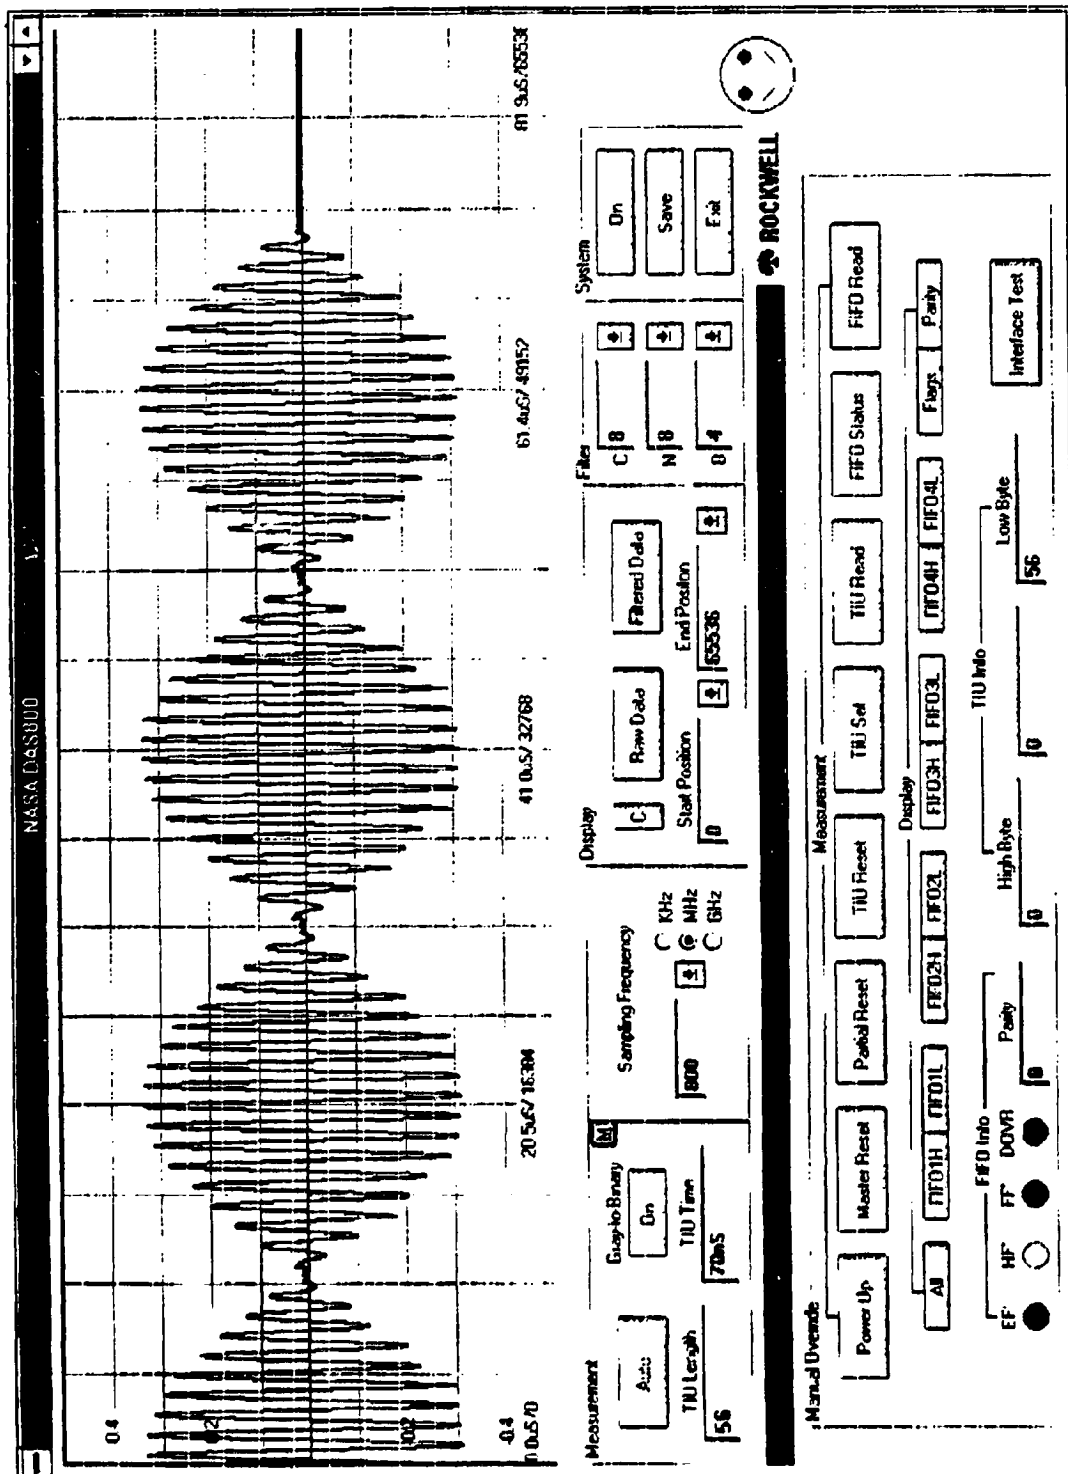 NASA DAS800
0.4
0.2
-0.2
-0.4
0.0uS/0
20.5uS/16384
41.0uS/32768
61.4uS/49152
81.9uS/6553
Measurement
Auto
Gray-to-Binary
On
M
TIU Length
56
TIU Time
70nS
Sampling Frequency
800
KHz
MHz
GHz
Display
C
Raw Data
Filtered Data
Start Position
0
End Position
65536
Filter
C 8
N 8
B 4
System
On
Save
Exit
ROCKWELL
Manual Override
Measurement
Power Up
Master Reset
Partial Reset
TIU Reset
TIU Set
TIU Read
FIFO Status
FIFO Read
Display
All
FIFO1H
FIFO1L
FIFO2H
FIFO2L
FIFO3H
FIFO3L
FIFO4H
FIFO4L
Flags
Parity
FIFO Info
EF*
HF*
FF*
DOVR
Parity
0
TIU Info
High Byte
0
0
Low Byte
56
Interface Test